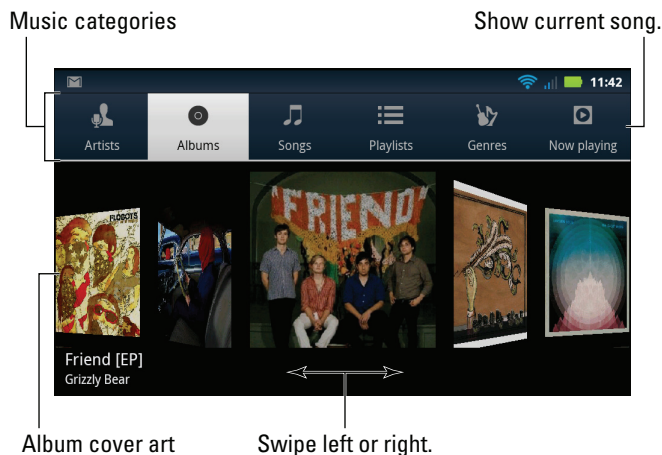 Music categories
Show current song.
11:42
Artists
Albums
Songs
Playlists
Genres
Now playing
FLOBOTS
"FRIEND"
Friend [EP]
Grizzly Bear
Album cover art
Swipe left or right.